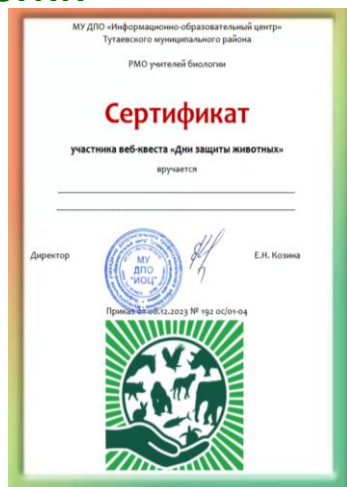 МУ ДПО «Информационно-образовательный центр»
Тутаевского муниципального района
РМО учителей биологии
Сертификат
участника веб-квеста «Дни защиты животных»
вручается
Директор
МУ
ДПО
"ИОЦ"
Е.Н. Козина
Приказ от 08.12.2023 № 192 ос/01-04